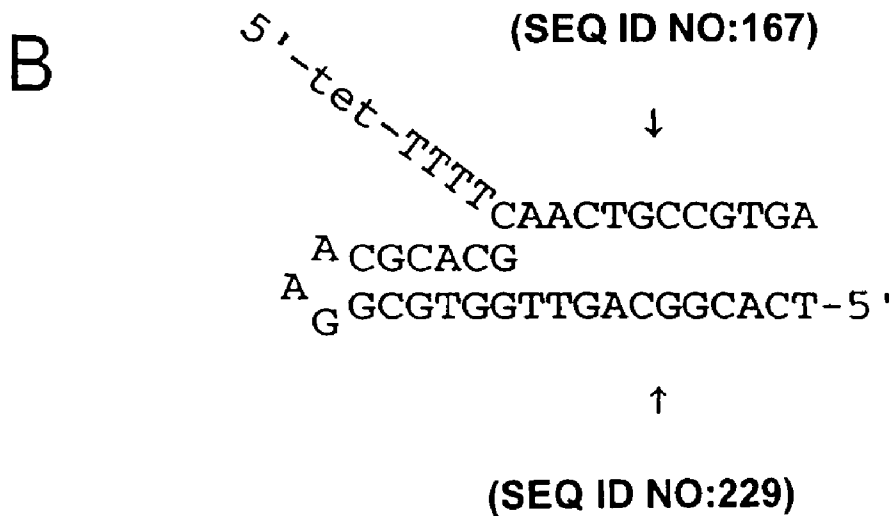 B
(SEQ ID NO:167)
↓
5'-tet-TTTTCAACTGCCGTGA
A CGCACG
A
G GCGTGGTTGACGGCACT-5'
↑
(SEQ ID NO:229)